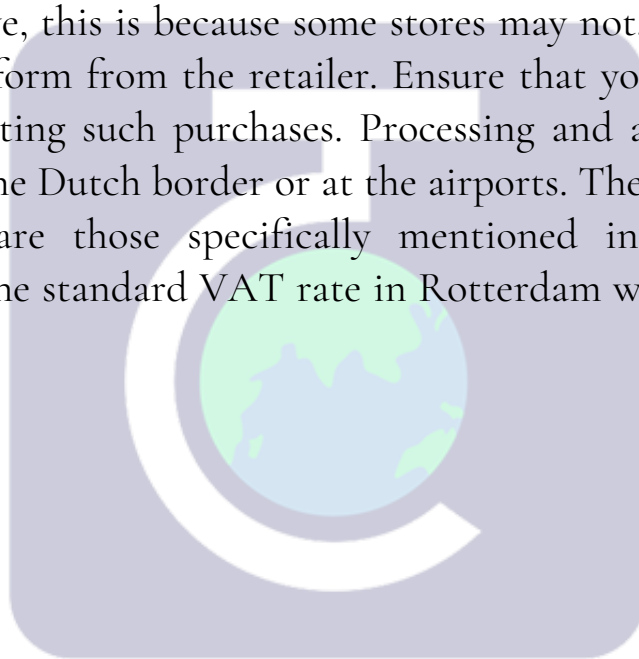 e, this is because some stores may not
form from the retailer. Ensure that yo
ting such purchases. Processing and a
ne Dutch border or at the airports. The
are those specifically mentioned in
ne standard VAT rate in Rotterdam w